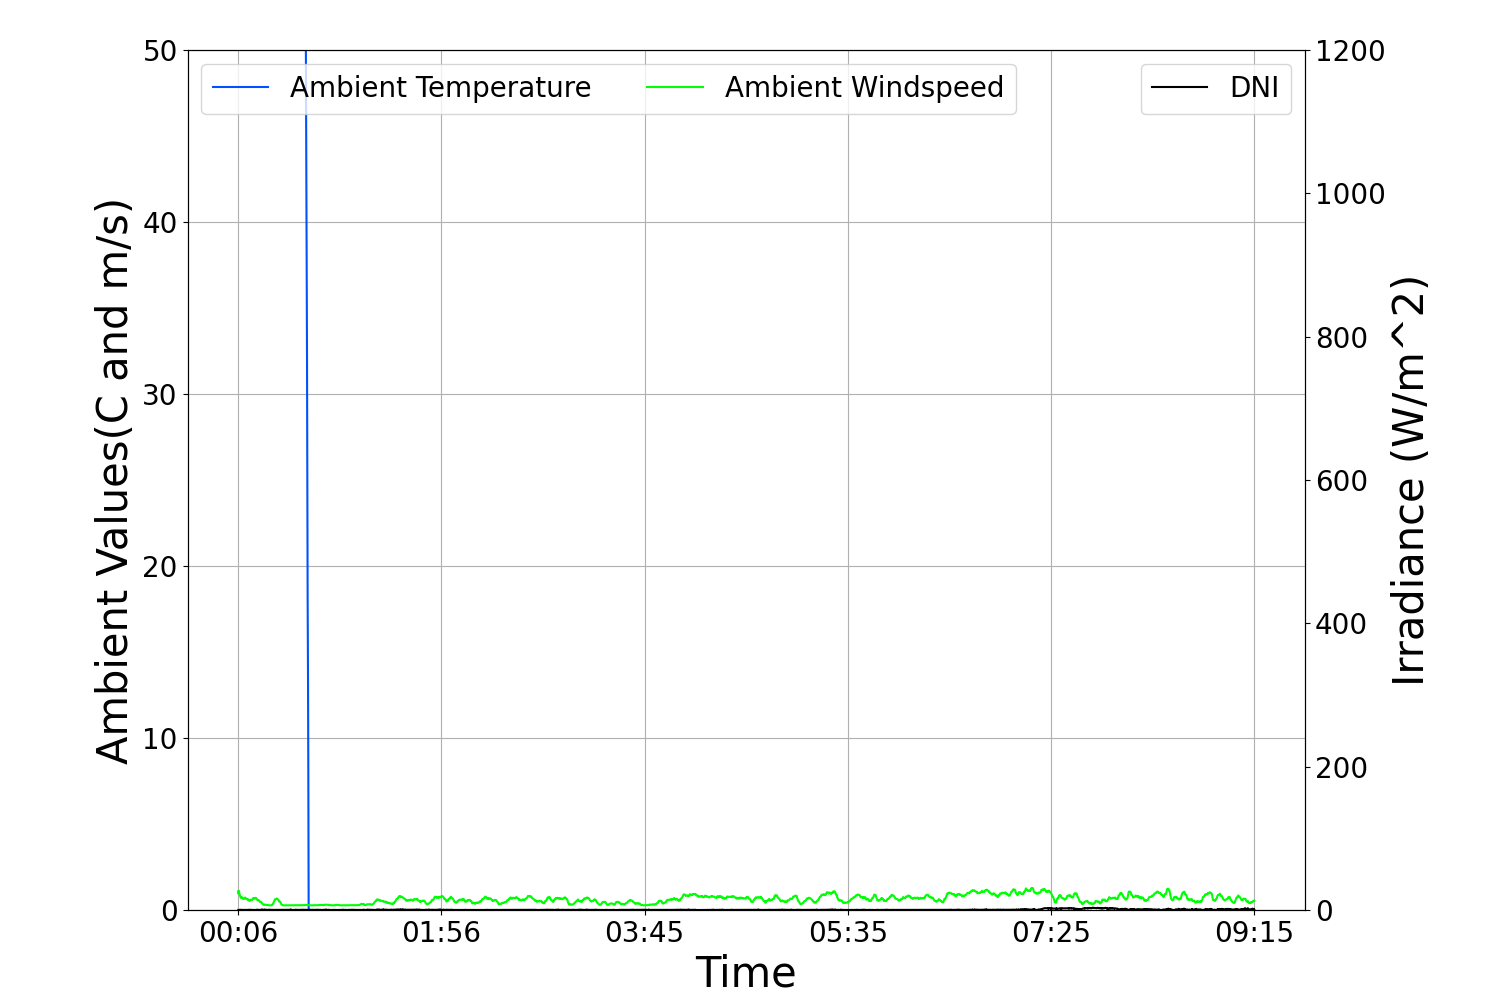 Ambient Temperature
Ambient Windspeed
DNI
Ambient Values(C and m/s)
50
40
30
20
10
0
1200
1000
800
600
400
200
0
Irradiance (W/m^2)
00:06 01:56 03:45 05:35 07:25 09:15
Time